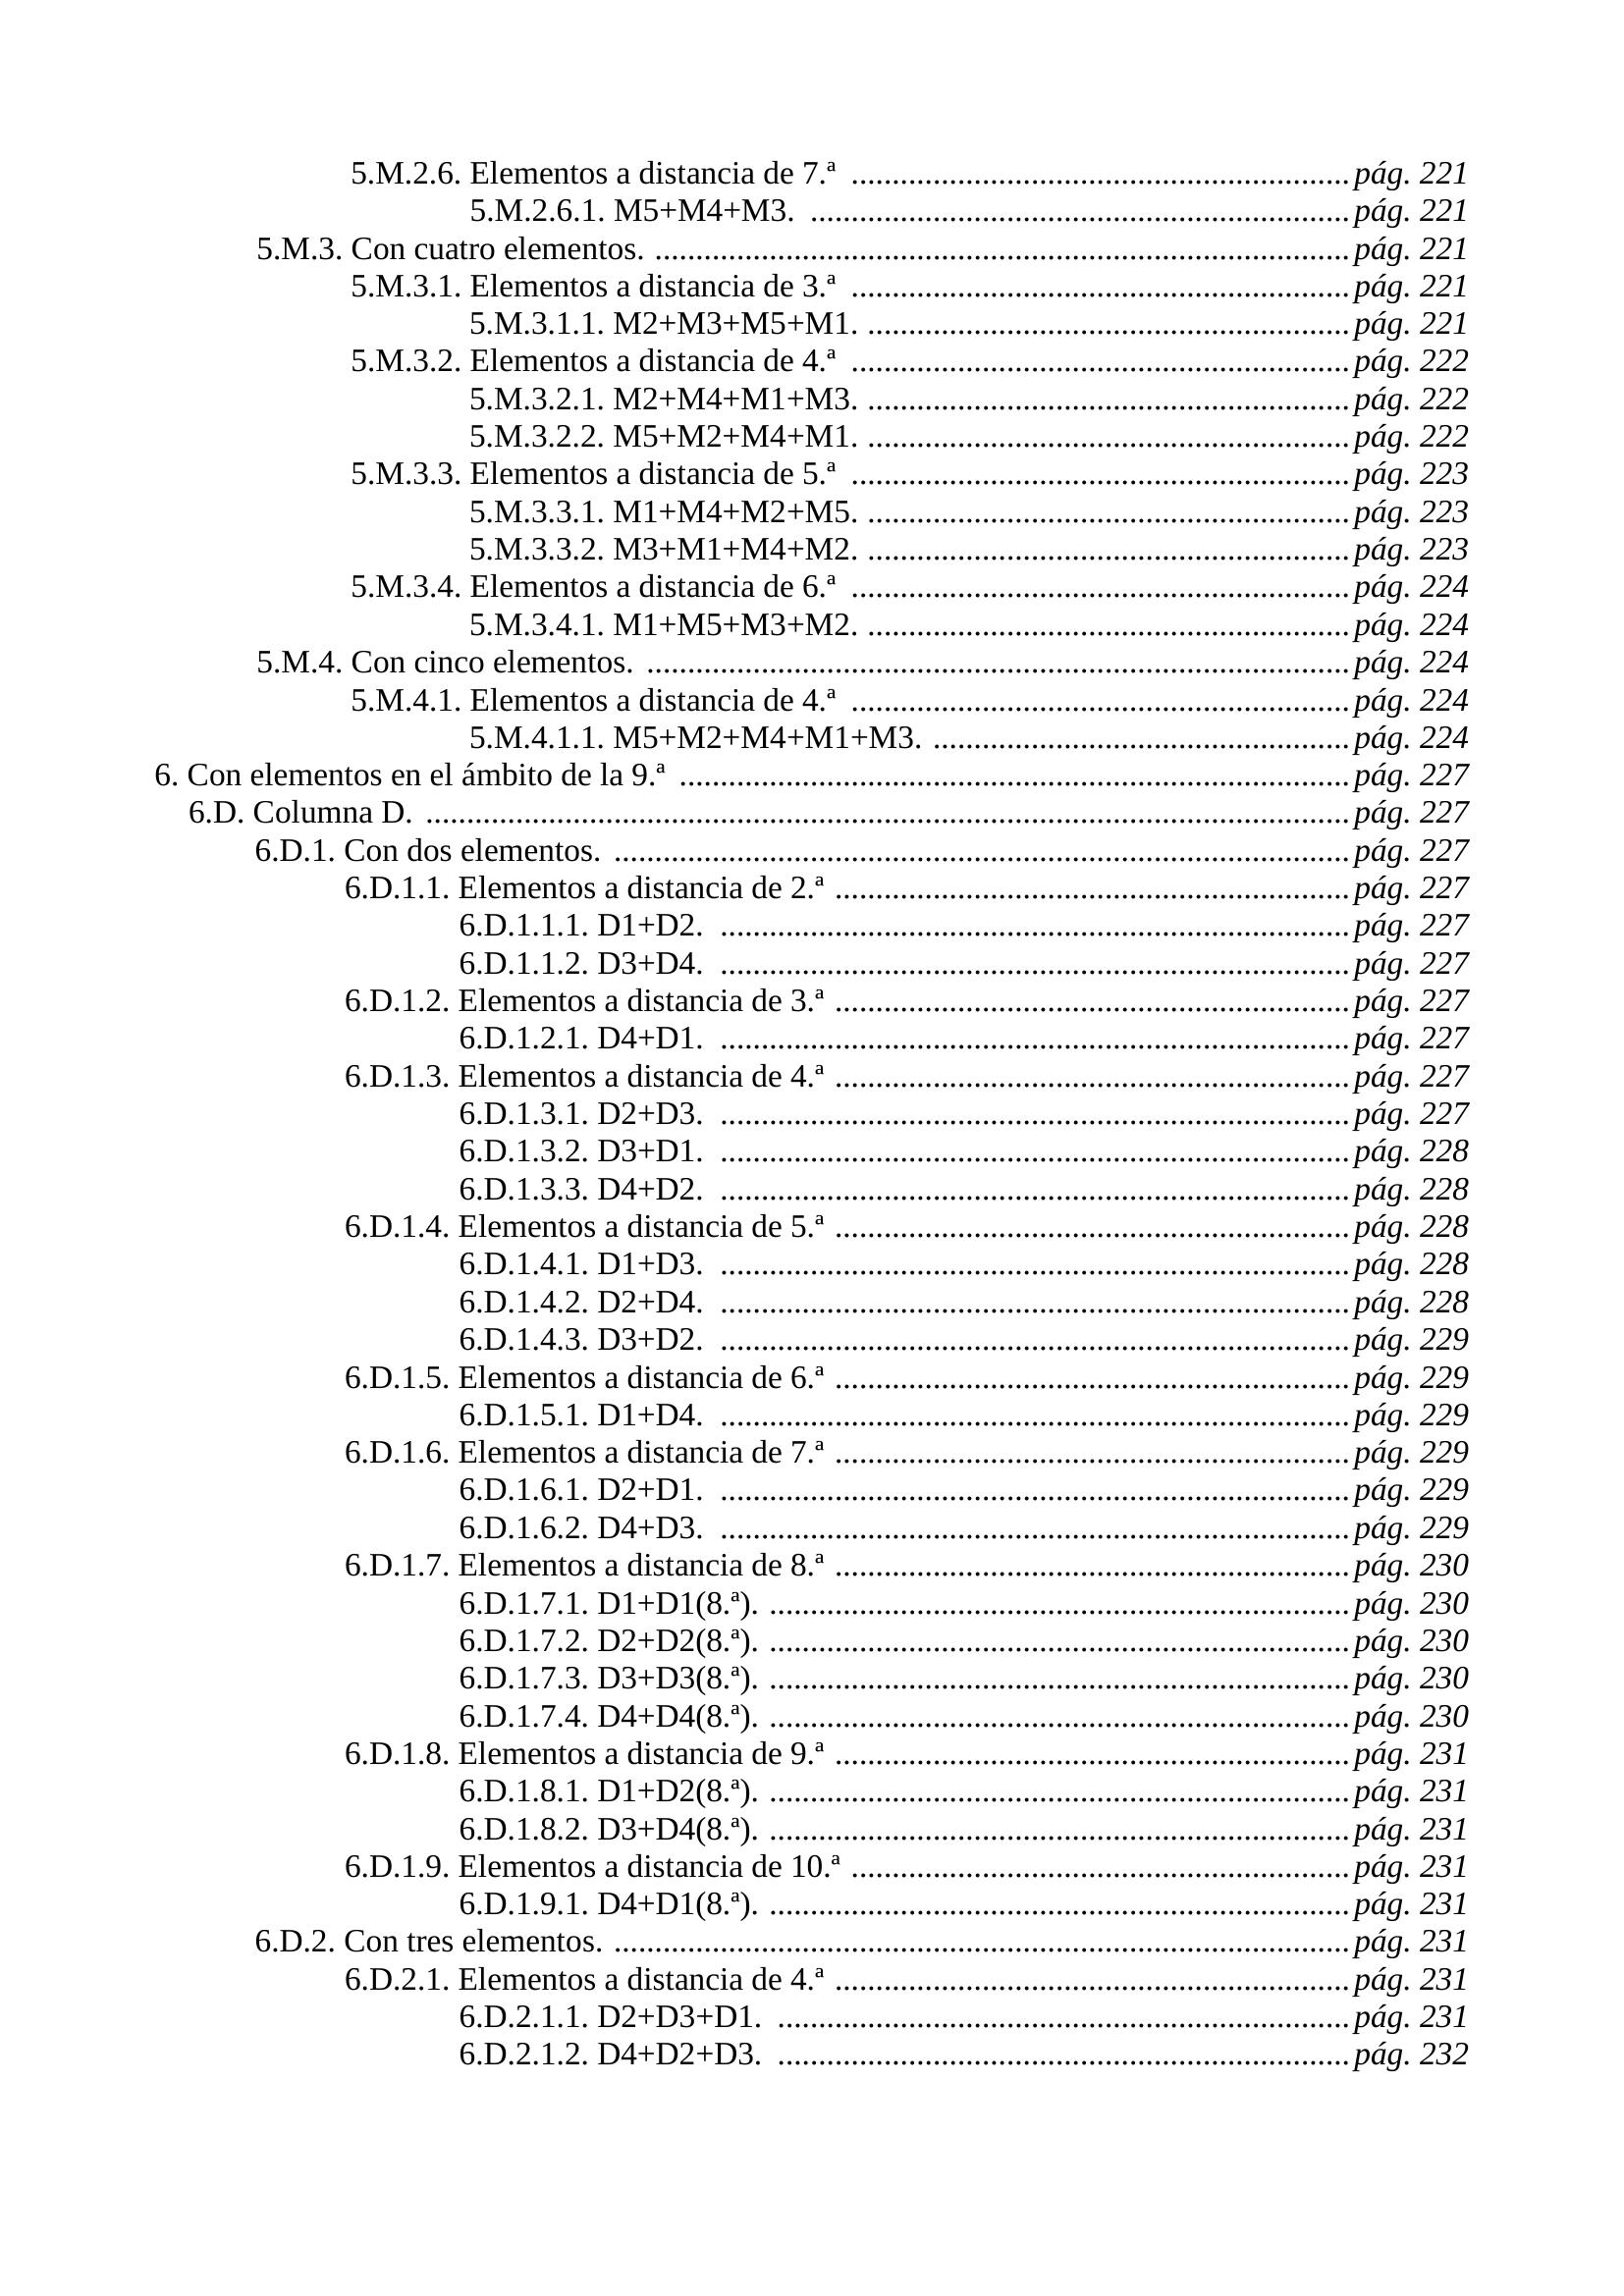 5.M.2.6. Elementos a distancia de 7.ª ............................................................ pág. 221
5.M.2.6.1. M5+M4+M3. ................................................................. pág. 221
5.M.3. Con cuatro elementos. .................................................................................... pág. 221
5.M.3.1. Elementos a distancia de 3.ª ............................................................ pág. 221
5.M.3.1.1. M2+M3+M5+M1. .......................................................... pág. 221
5.M.3.2. Elementos a distancia de 4.ª ............................................................ pág. 222
5.M.3.2.1. M2+M4+M1+M3. .......................................................... pág. 222
5.M.3.2.2. M5+M2+M4+M1. .......................................................... pág. 222
5.M.3.3. Elementos a distancia de 5.ª ............................................................ pág. 223
5.M.3.3.1. M1+M4+M2+M5. .......................................................... pág. 223
5.M.3.3.2. M3+M1+M4+M2. .......................................................... pág. 223
5.M.3.4. Elementos a distancia de 6.ª ............................................................ pág. 224
5.M.3.4.1. M1+M5+M3+M2. .......................................................... pág. 224
5.M.4. Con cinco elementos. ..................................................................................... pág. 224
5.M.4.1. Elementos a distancia de 4.ª ............................................................ pág. 224
5.M.4.1.1. M5+M2+M4+M1+M3. .................................................. pág. 224
6. Con elementos en el ámbito de la 9.ª ................................................................................. pág. 227
6.D. Columna D. ................................................................................................................ pág. 227
6.D.1. Con dos elementos. ......................................................................................... pág. 227
6.D.1.1. Elementos a distancia de 2.ª .............................................................. pág. 227
6.D.1.1.1. D1+D2. ............................................................................ pág. 227
6.D.1.1.2. D3+D4. ............................................................................ pág. 227
6.D.1.2. Elementos a distancia de 3.ª .............................................................. pág. 227
6.D.1.2.1. D4+D1. ............................................................................ pág. 227
6.D.1.3. Elementos a distancia de 4.ª .............................................................. pág. 227
6.D.1.3.1. D2+D3. ............................................................................ pág. 227
6.D.1.3.2. D3+D1. ............................................................................ pág. 228
6.D.1.3.3. D4+D2. ............................................................................ pág. 228
6.D.1.4. Elementos a distancia de 5.ª .............................................................. pág. 228
6.D.1.4.1. D1+D3. ............................................................................ pág. 228
6.D.1.4.2. D2+D4. ............................................................................ pág. 228
6.D.1.4.3. D3+D2. ............................................................................ pág. 229
6.D.1.5. Elementos a distancia de 6.ª .............................................................. pág. 229
6.D.1.5.1. D1+D4. ............................................................................ pág. 229
6.D.1.6. Elementos a distancia de 7.ª .............................................................. pág. 229
6.D.1.6.1. D2+D1. ............................................................................ pág. 229
6.D.1.6.2. D4+D3. ............................................................................ pág. 229
6.D.1.7. Elementos a distancia de 8.ª .............................................................. pág. 230
6.D.1.7.1. D1+D1(8.ª). ...................................................................... pág. 230
6.D.1.7.2. D2+D2(8.ª). ...................................................................... pág. 230
6.D.1.7.3. D3+D3(8.ª). ...................................................................... pág. 230
6.D.1.7.4. D4+D4(8.ª). ...................................................................... pág. 230
6.D.1.8. Elementos a distancia de 9.ª .............................................................. pág. 231
6.D.1.8.1. D1+D2(8.ª). ...................................................................... pág. 231
6.D.1.8.2. D3+D4(8.ª). ...................................................................... pág. 231
6.D.1.9. Elementos a distancia de 10.ª ............................................................ pág. 231
6.D.1.9.1. D4+D1(8.ª). ...................................................................... pág. 231
6.D.2. Con tres elementos. ......................................................................................... pág. 231
6.D.2.1. Elementos a distancia de 4.ª .............................................................. pág. 231
6.D.2.1.1. D2+D3+D1. ..................................................................... pág. 231
6.D.2.1.2. D4+D2+D3. ..................................................................... pág. 232